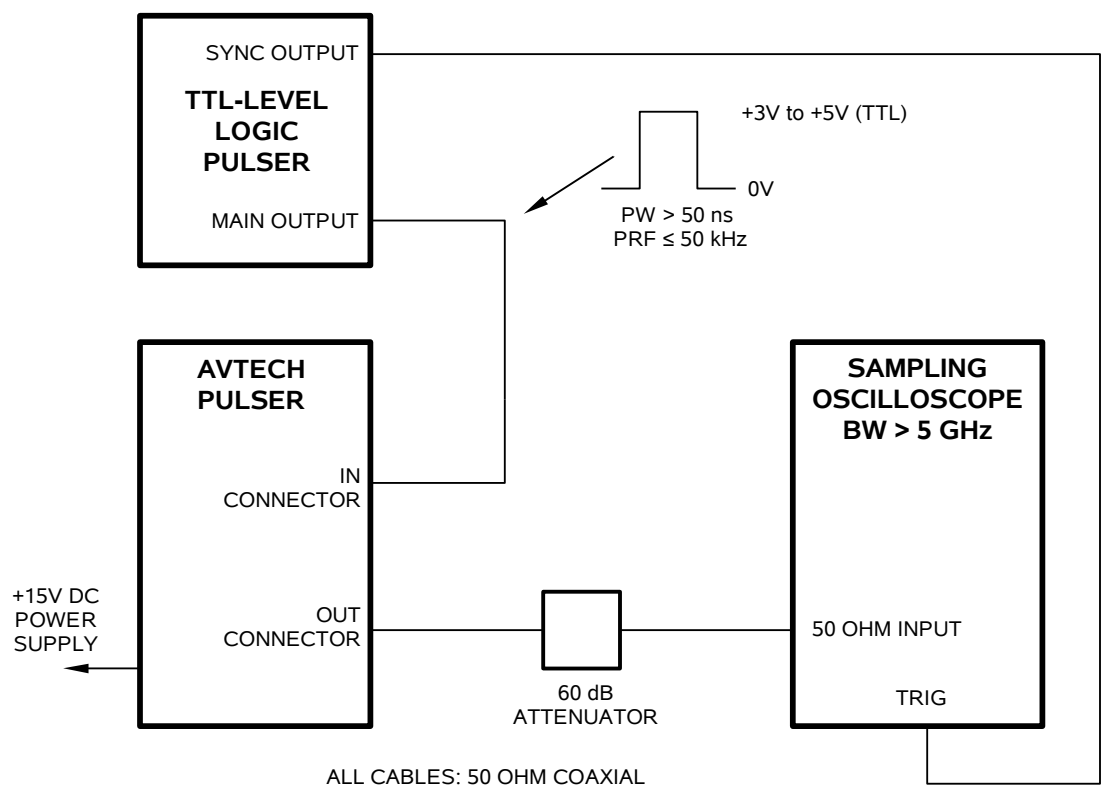 SYNC OUTPUT
TTL-LEVEL
LOGIC
PULSER
MAIN OUTPUT
+3V to +5V (TTL)
0V
PW > 50 ns
PRF ≤ 50 kHz
AVTECH
PULSER
IN
CONNECTOR
OUT
CONNECTOR
+15V DC
POWER
SUPPLY
60 dB
ATTENUATOR
SAMPLING
OSCILLOSCOPE
BW > 5 GHz
50 OHM INPUT
TRIG
ALL CABLES: 50 OHM COAXIAL